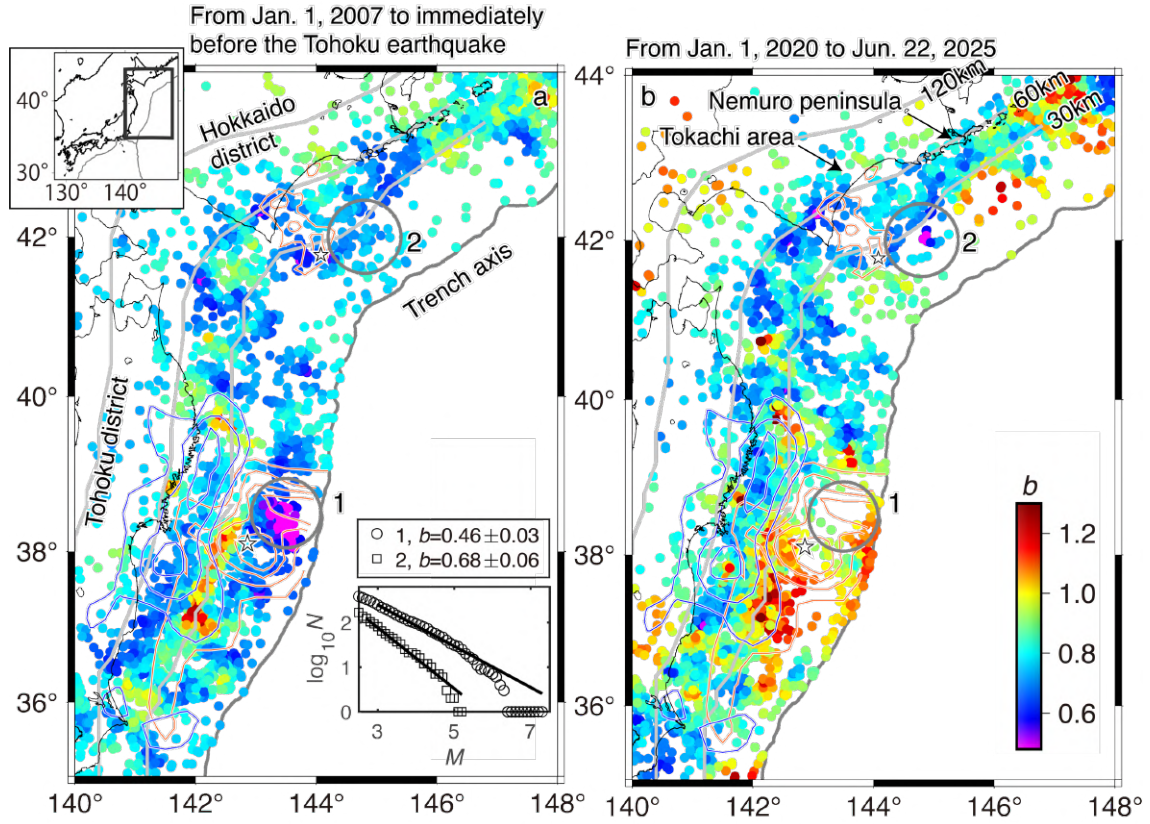 From Jan. 1, 2007 to immediately
before the Tohoku earthquake
From Jan. 1, 2020 to Jun. 22, 2025
40°
30°
130°
140°
a
Hokkaido
district
2
Trench axis
Tohoku district
1
1, b=0.46 ±0.03
2, b=0.68 ±0.06
log10 N
2
1
0
3
5
7
M
42°
40°
38°
36°
140°
142°
144°
146°
148°
b
Nemuro peninsula
Tokachi area
120km
60km
30km
2
1
b
1.2
1.0
0.8
0.6
44°
42°
40°
38°
36°
140°
142°
144°
146°
148°